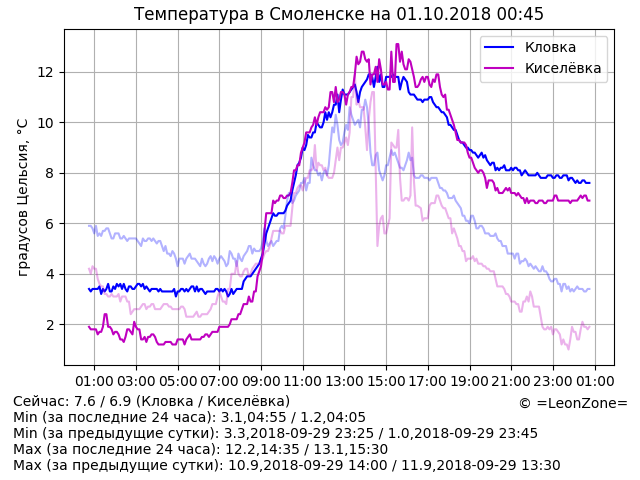 Температура в Смоленске на 01.10.2018 00:45
Кловка
Киселёвка
градусов Цельсия, °C
12
10
8
6
4
2
01:00 03:00 05:00 07:00 09:00 11:00 13:00 15:00 17:00 19:00 21:00 23:00 01:00
Сейчас: 7.6 / 6.9 (Кловка / Киселёвка)
© =LeonZone=
Min (за последние 24 часа): 3.1,04:55 / 1.2,04:05
Min (за предыдущие сутки): 3.3,2018-09-29 23:25 / 1.0,2018-09-29 23:45
Max (за последние 24 часа): 12.2,14:35 / 13.1,15:30
Max (за предыдущие сутки): 10.9,2018-09-29 14:00 / 11.9,2018-09-29 13:30